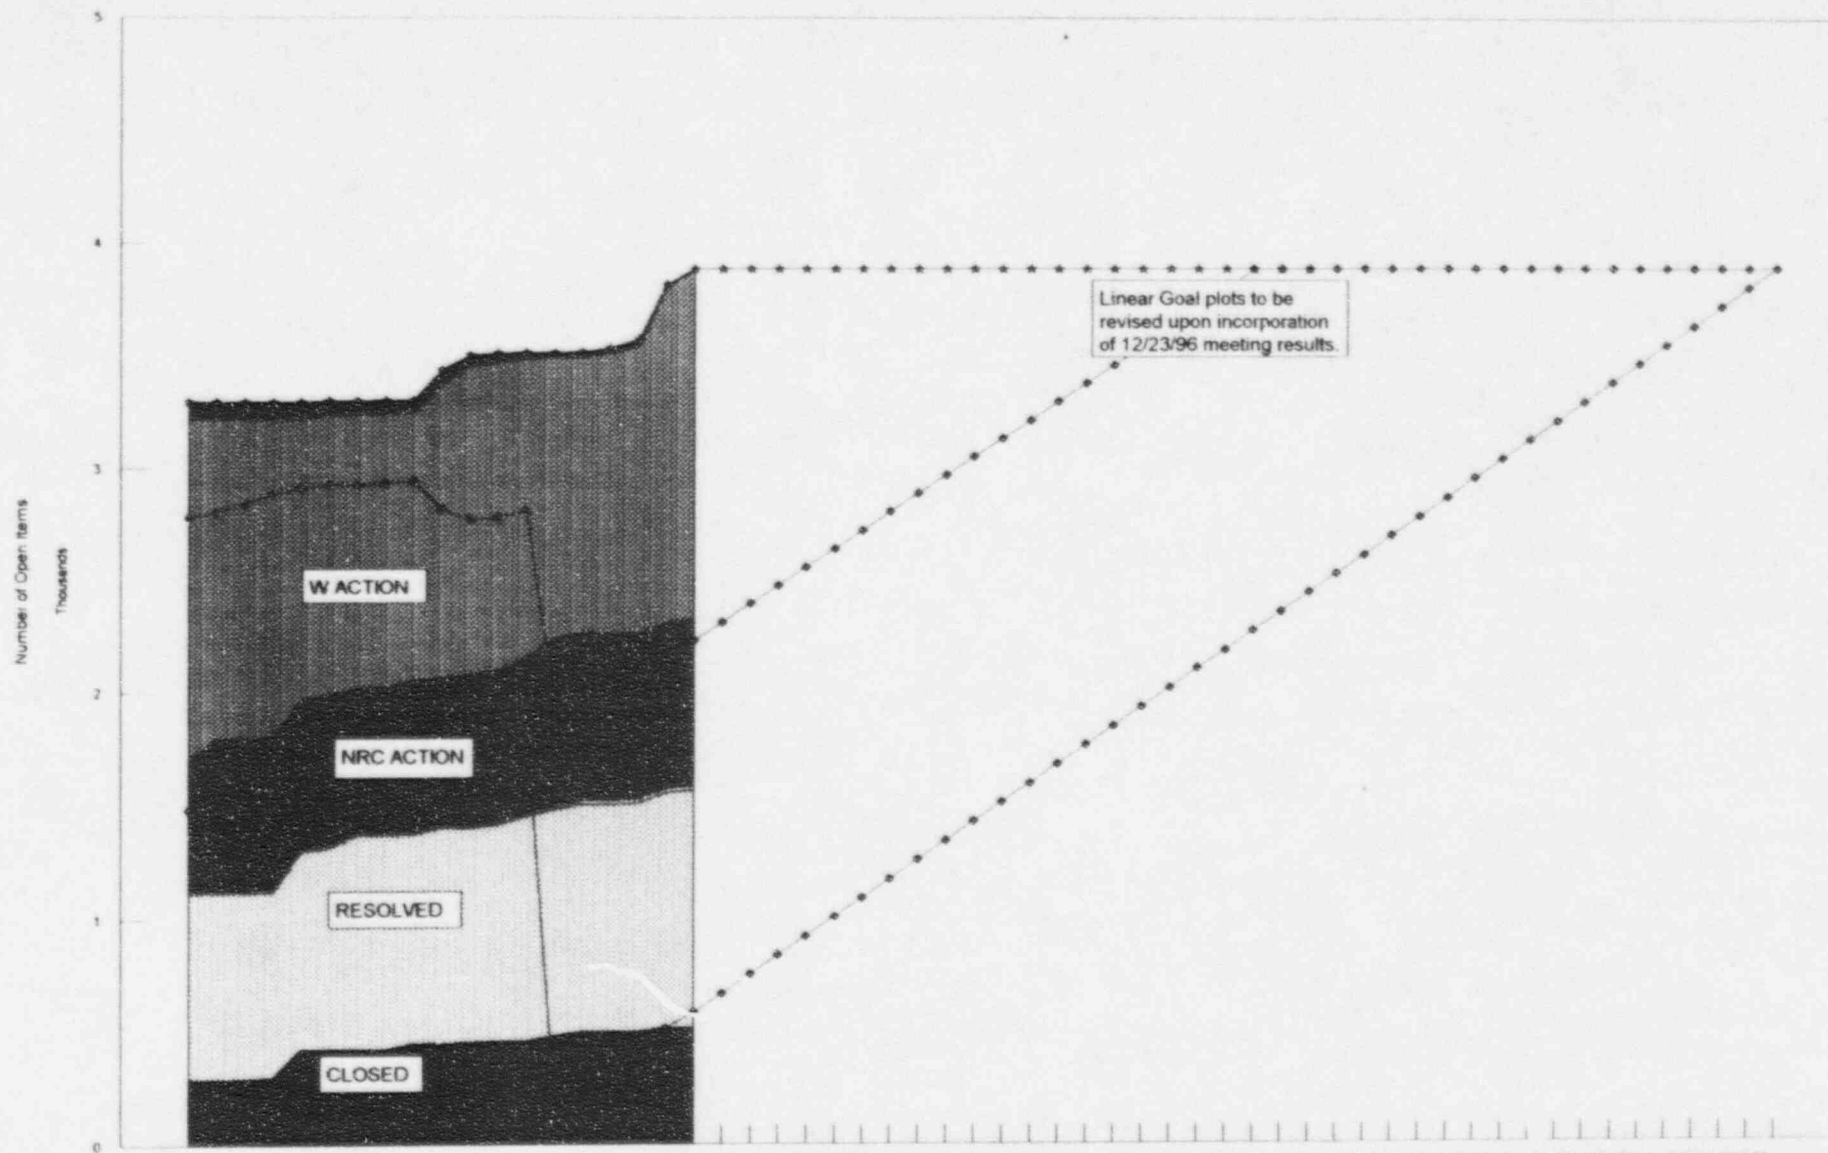 5
4
3
2
1
0
Number of Open Items
Thousands
Linear Goal plots to be
revised upon incorporation
of 12/23/96 meeting results.
W ACTION
NRC ACTION
RESOLVED
CLOSED